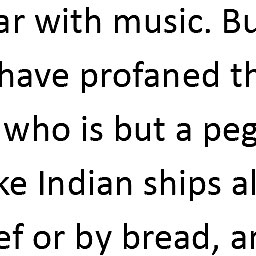 ar with music. Bu
have profaned th
who is but a peg
ke Indian ships al
ef or by bread, ar